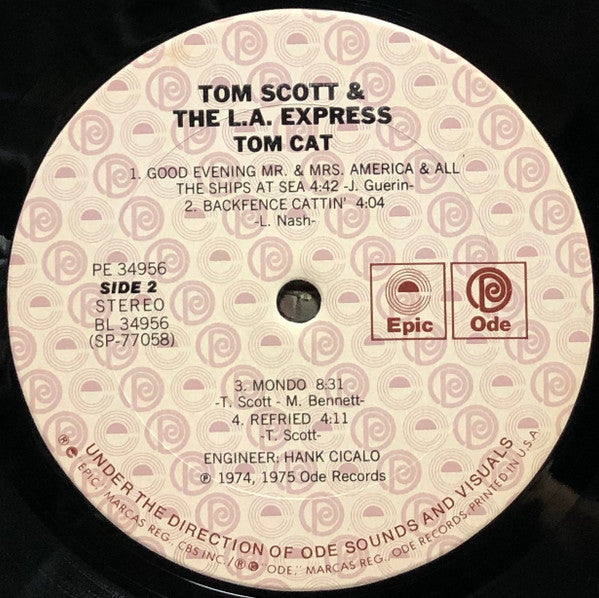 TOM SCOTT &
THE L.A. EXPRESS
TOM CAT
1. GOOD EVENING MR. & MRS. AMERICA & ALL
THE SHIPS AT SEA 4:42 -J. Guerin-
2. BACKFENCE CATTIN' 4:04
-L. Nash-
PE 34956
SIDE 2
STEREO
BL 34956
(SP-77058)
Epic
Ode
3. MONDO 8:31
-T. Scott - M. Bennett-
4. REFRIED 4:11
-T. Scott-
ENGINEER: HANK CICALO
℗ 1974, 1975 Ode Records
UNDER THE DIRECTION OF ODE SOUNDS AND VISUALS
"EPIC," MARCAS REG., CBS INC./ ® "ODE," MARCAS REG., ODE RECORDS. PRINTED IN U.S.A.